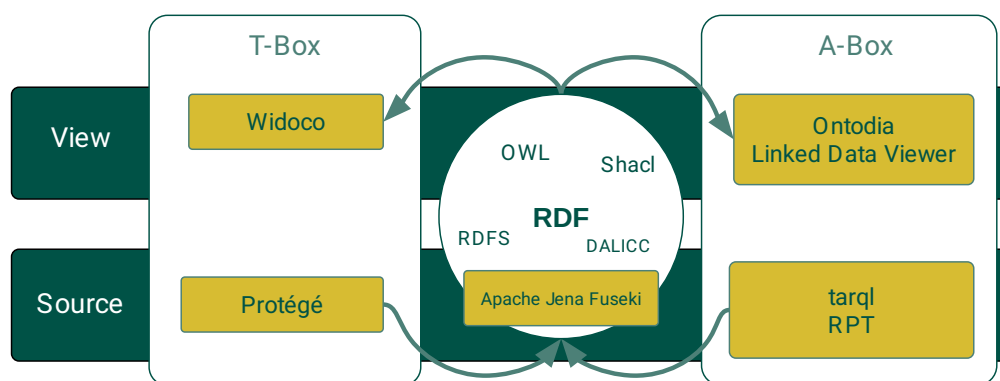 T-Box
A-Box
View
Widoco
Ontodia
Linked Data Viewer
OWL
Shacl
RDF
RDFS
DALICC
Source
Protégé
Apache Jena Fuseki
tarql
RPT